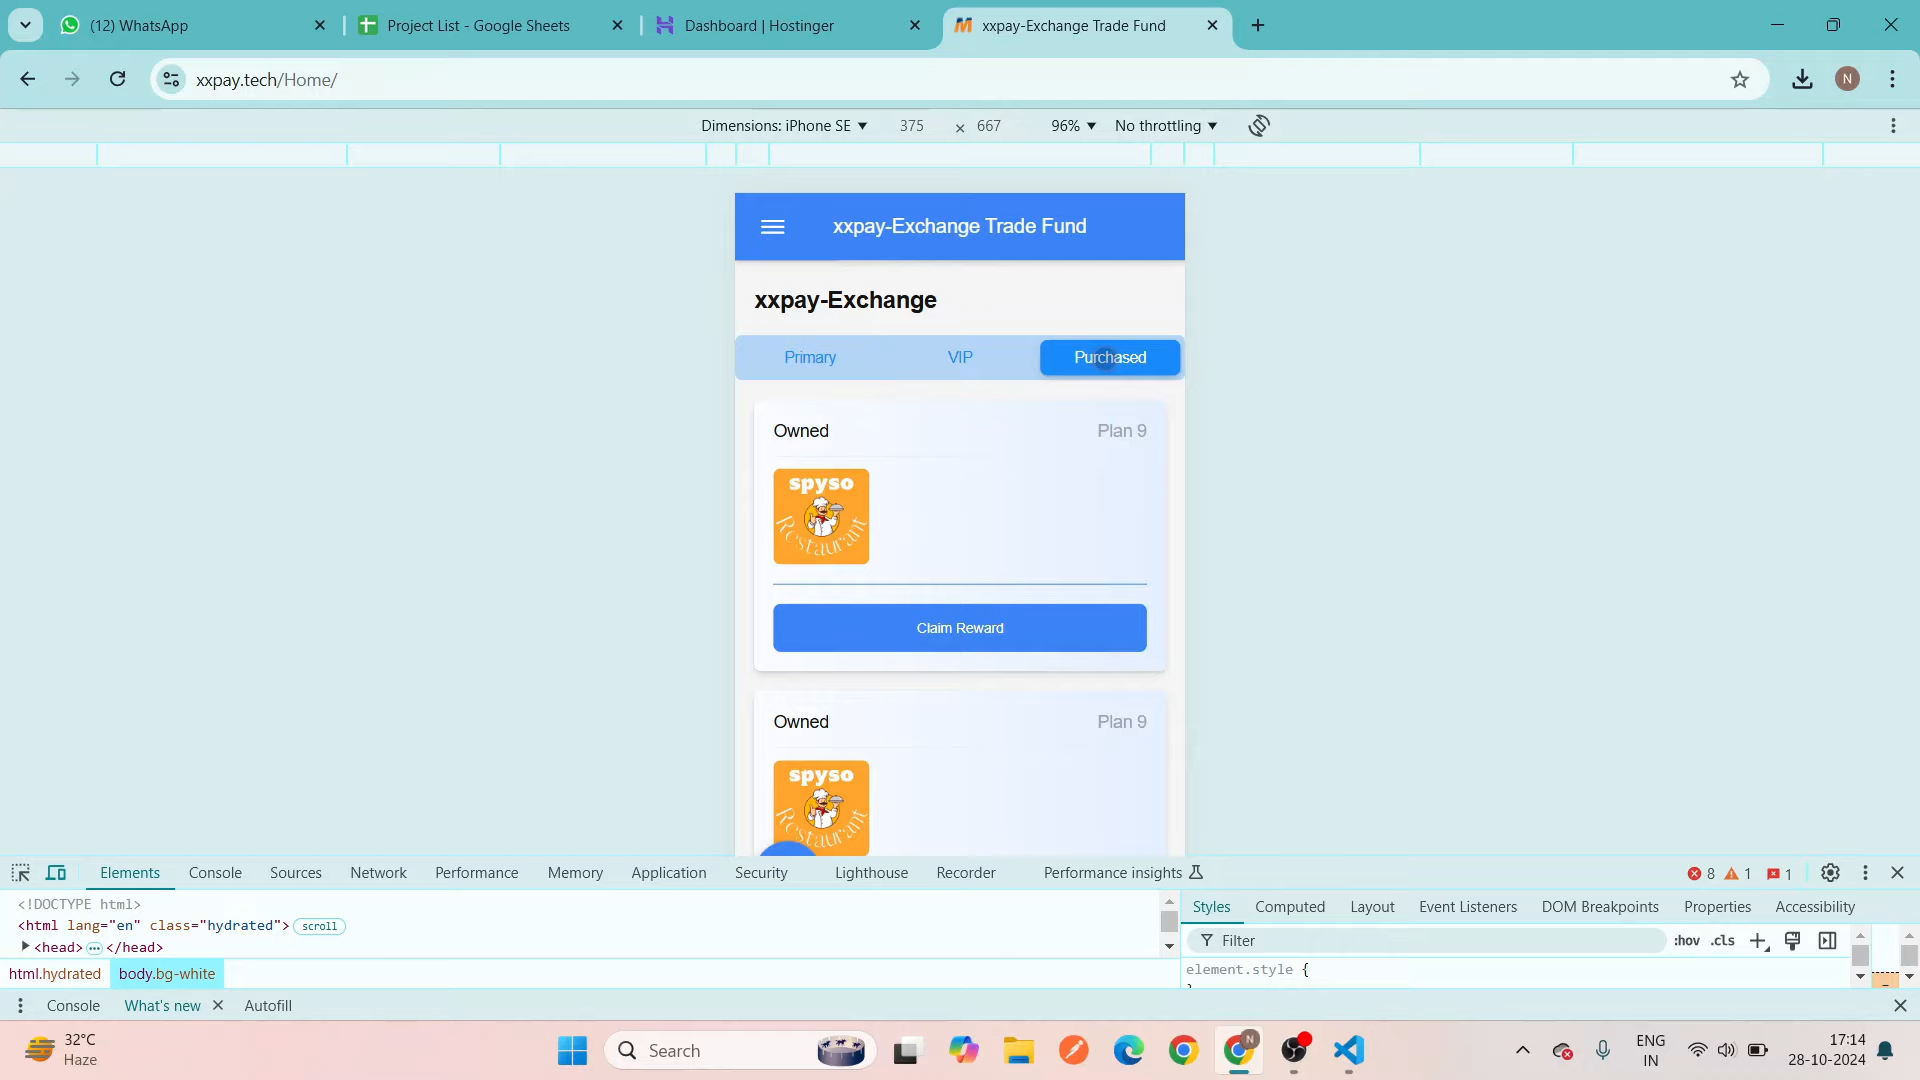 (12) WhatsApp
Project List - Google Sheets
Dashboard | Hostinger
xxpay-Exchange Trade Fund
xxpay.tech/Home/
N
Dimensions: iPhone SE
375
×
667
96%
No throttling
xxpay-Exchange Trade Fund
xxpay-Exchange
Primary
VIP
Purchased
Owned
Plan 9
spyso
Restaurant
Claim Reward
Owned
Plan 9
spyso
Restaurant
Elements
Console
Sources
Network
Performance
Memory
Application
Security
Lighthouse
Recorder
Performance insights
8
1
1
<!DOCTYPE html>
<html lang="en" class="hydrated">
scroll
<head>
</head>
html.hydrated
body.bg-white
Styles
Computed
Layout
Event Listeners
DOM Breakpoints
Properties
Accessibility
Filter
:hov
.cls
element.style {
Console
What's new
Autofill
32°C
Haze
Search
N
ENG
IN
17:14
28-10-2024